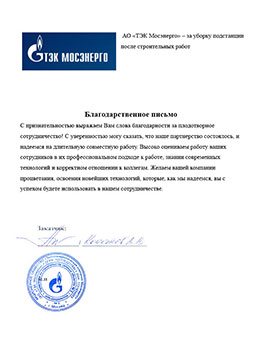 ТЭК МОСЭНЕРГО
АО «ТЭК Мосэнерго» – за уборку подстанции
после строительных работ
Благодарственное письмо
С признательностью выражаем Вам слова благодарности за плодотворное
сотрудничество! С уверенностью могу сказать, что наше партнерство состоялось, и
надеемся на длительную совместную работу. Высоко оцениваем работу ваших
сотрудников и их профессиональном подходе к работе, знании современных
технологий и корректном отношении к коллегам. Желаем вашей компании
процветания, освоения новейших технологий, которые, как мы надеемся, вы с
успехом будете использовать в нашем сотрудничестве.